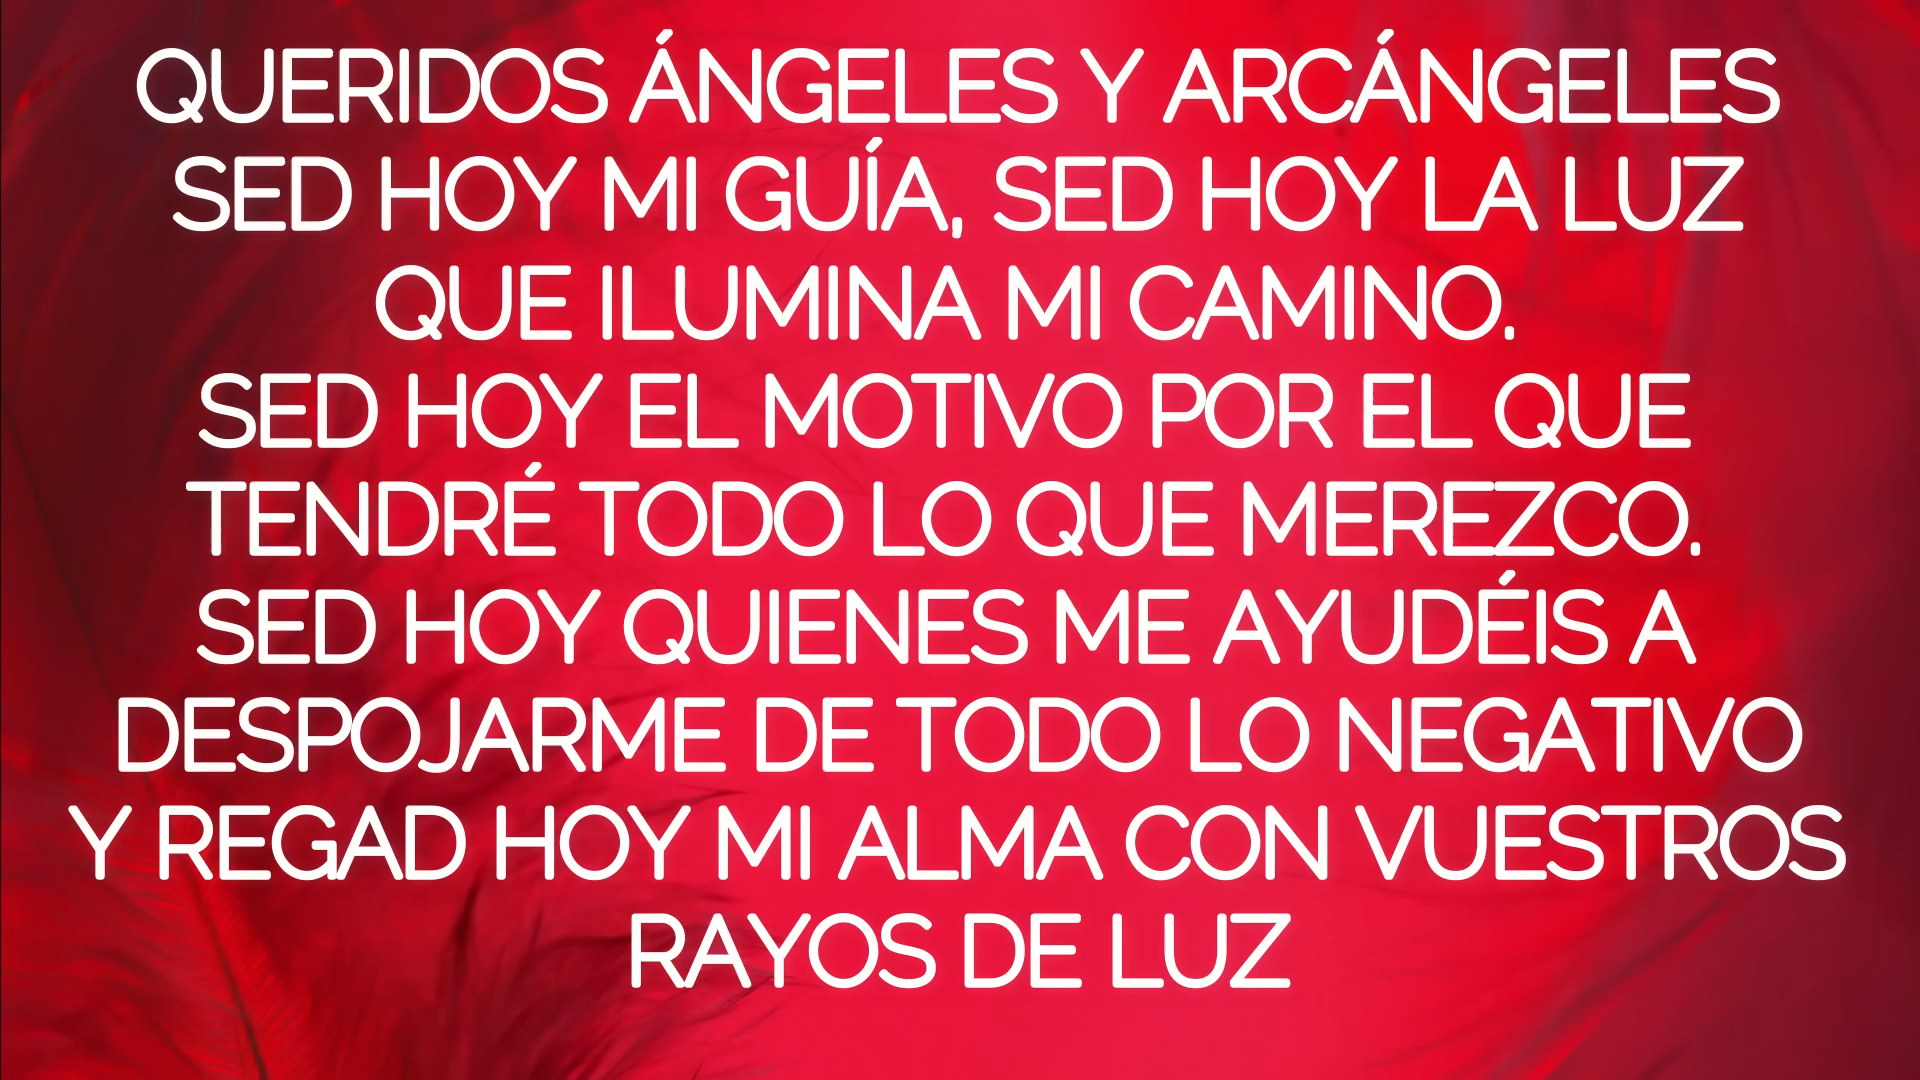 QUERIDOS ÁNGELES Y ARCÁNGELES
SED HOY MI GUÍA, SED HOY LA LUZ
QUE ILUMINA MI CAMINO.
SED HOY EL MOTIVO POR EL QUE
TENDRÉ TODO LO QUE MEREZCO.
SED HOY QUIENES ME AYUDÉIS A
DESPOJARME DE TODO LO NEGATIVO
Y REGAD HOY MI ALMA CON VUESTROS
RAYOS DE LUZ